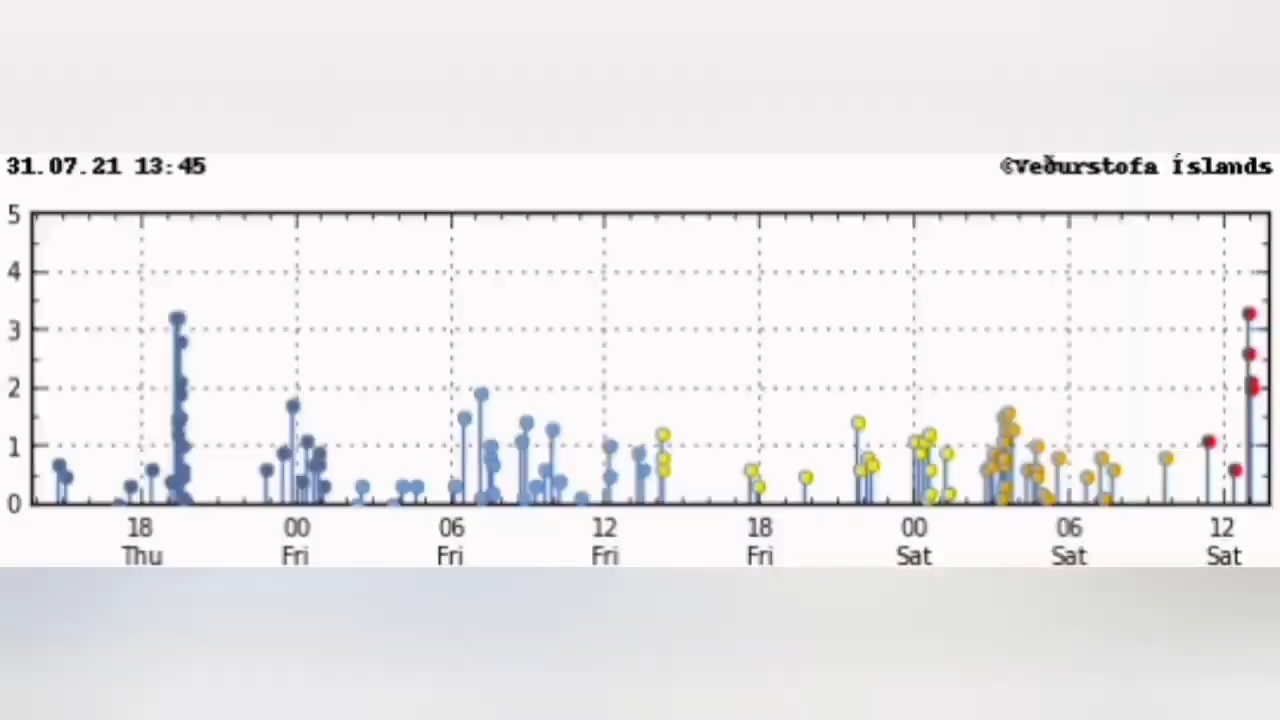 31.07.21 13:45
©Veðurstofa Íslands
5
4
3
2
1
0
18 00 06 12 18 00 06 12
Thu Fri Fri Fri Fri Sat Sat Sat